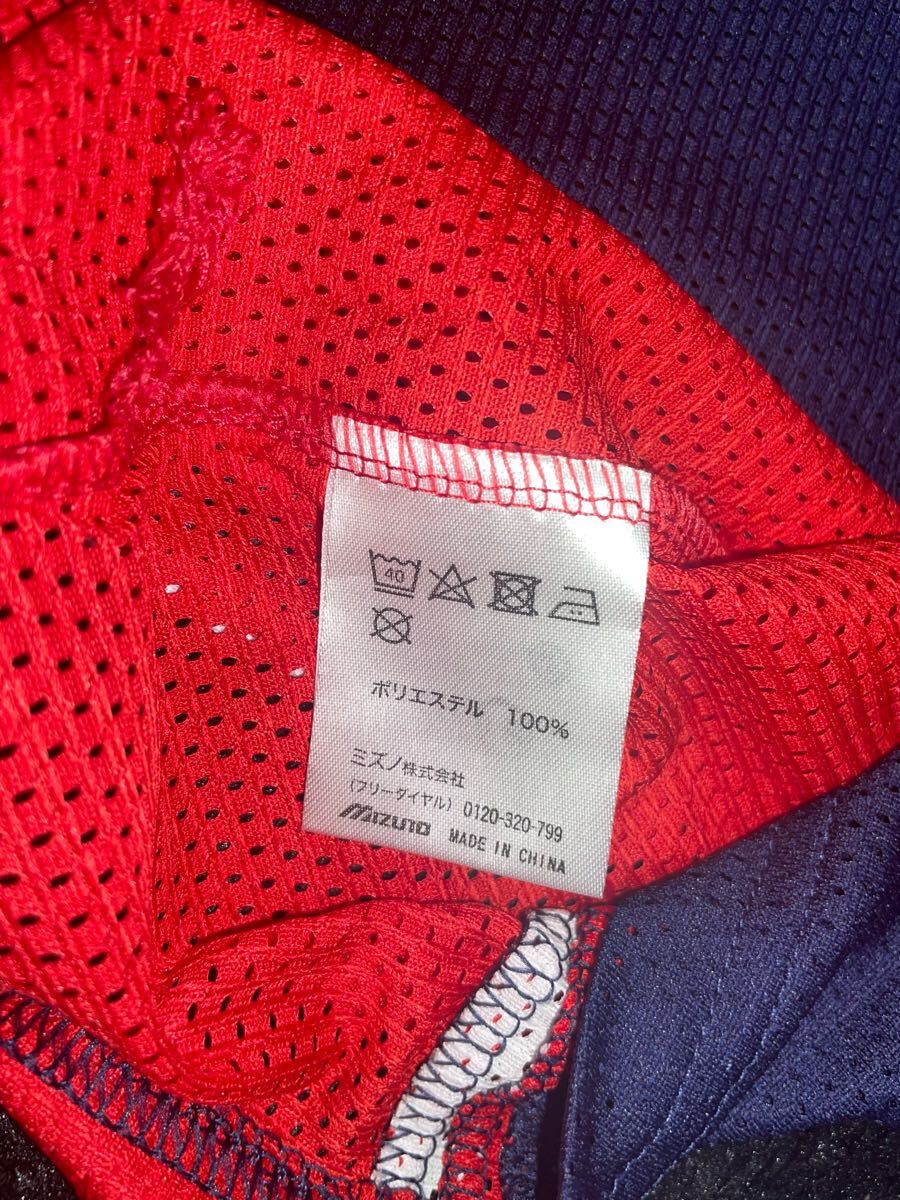 40
ポリエステル 100%
ミズノ株式会社
(フリーダイヤル) 0120-320-799
MIZUNO MADE IN CHINA